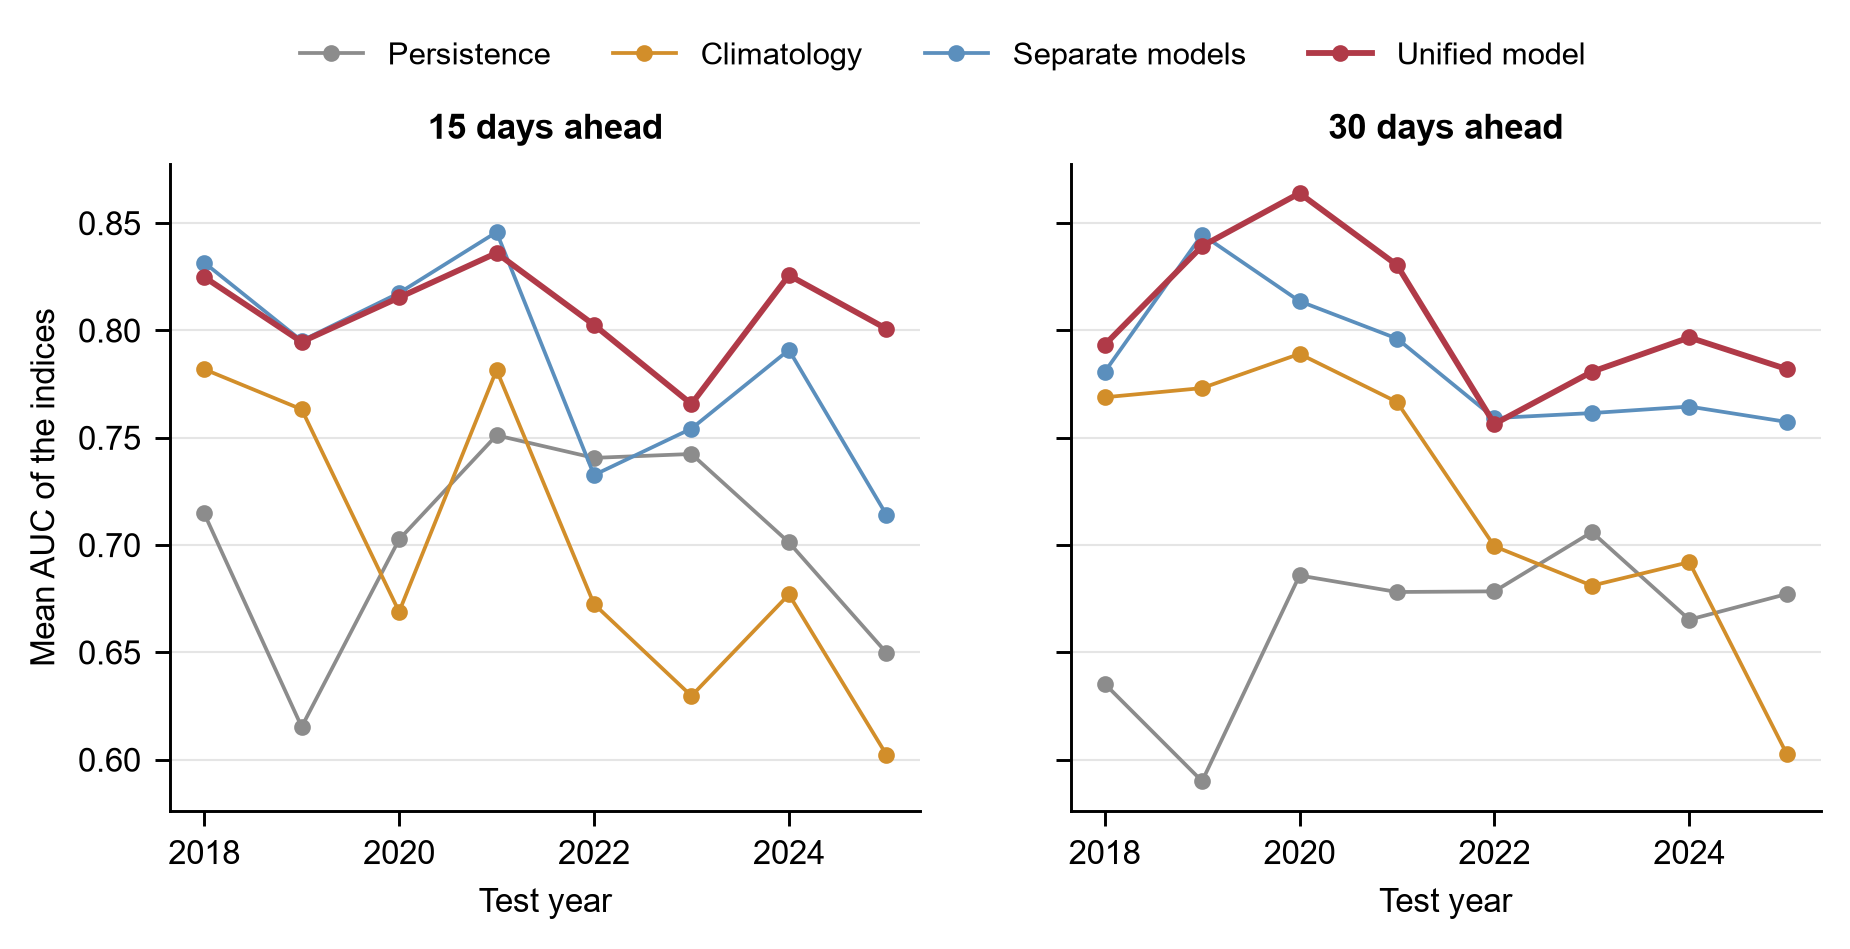 Persistence Climatology Separate models Unified model
15 days ahead
30 days ahead
Mean AUC of the indices
0.85
0.80
0.75
0.70
0.65
0.60
2018 2020 2022 2024
2018 2020 2022 2024
Test year
Test year